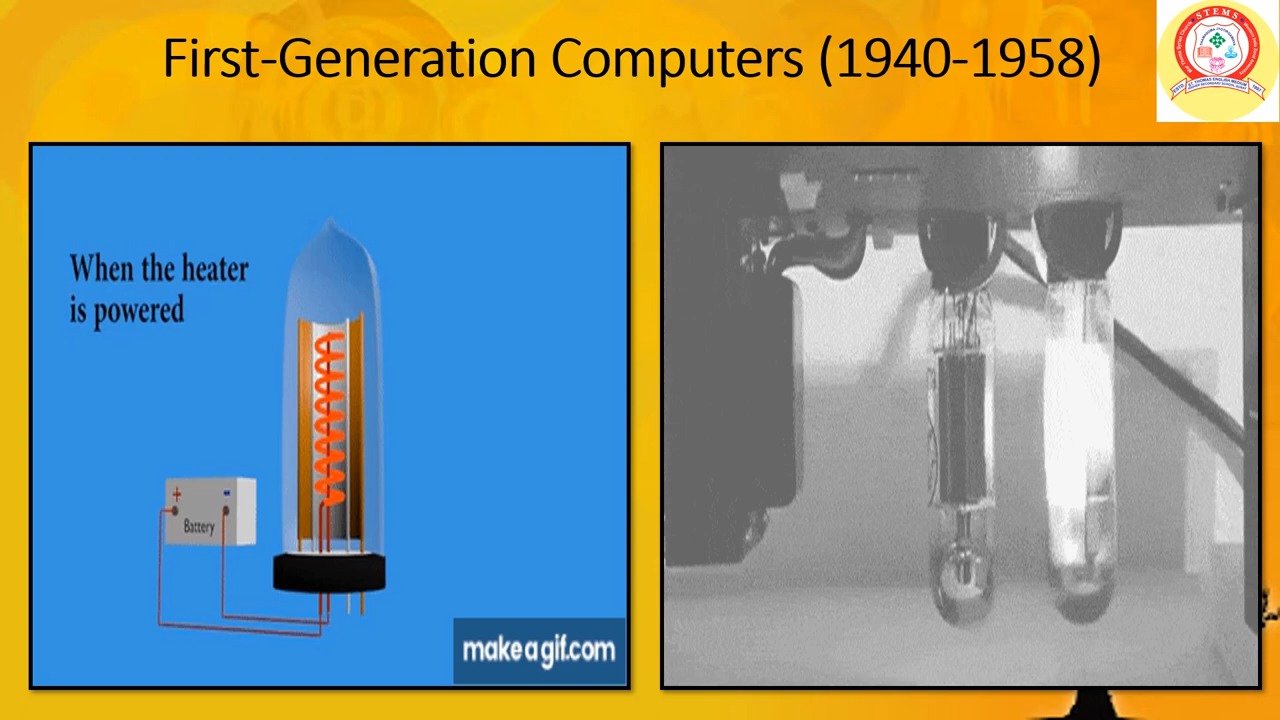 First-Generation Computers (1940-1958)
STEMS
When the heater
is powered
+ -
Battery
makeagif.com